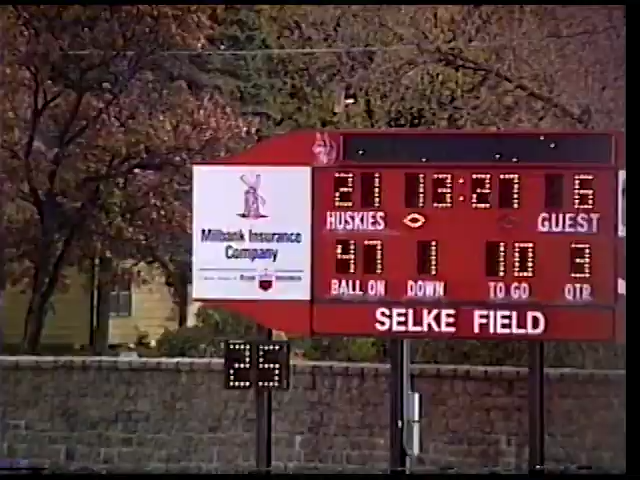 21 13:27 6
HUSKIES GUEST
Milbank Insurance
Company
47 1 10 3
BALL ON DOWN TO GO QTR
SELKE FIELD
25